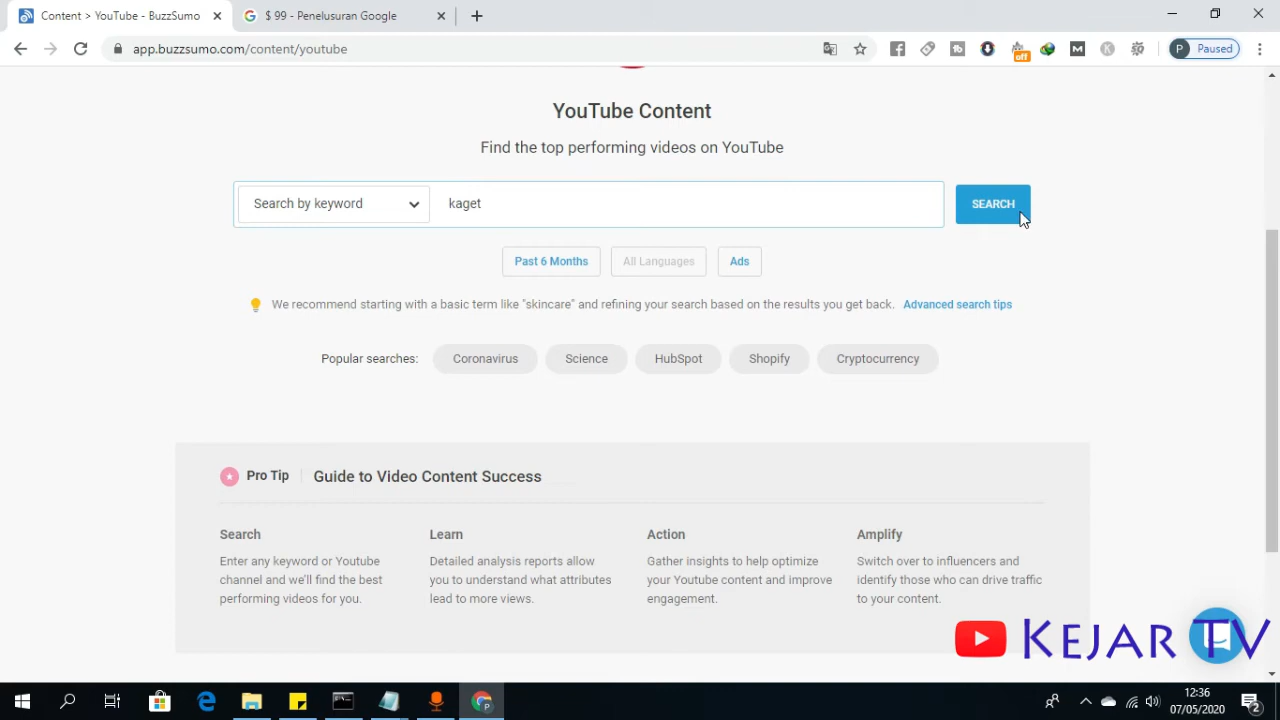 Content > YouTube - BuzzSumo
$ 99 - Penelusuran Google
app.buzzsumo.com/content/youtube
off
P Paused
YouTube Content
Find the top performing videos on YouTube
Search by keyword
kaget
SEARCH
Past 6 Months
All Languages
Ads
We recommend starting with a basic term like "skincare" and refining your search based on the results you get back. Advanced search tips
Popular searches:
Coronavirus
Science
HubSpot
Shopify
Cryptocurrency
Pro Tip
Guide to Video Content Success
Search
Enter any keyword or Youtube
channel and we'll find the best
performing videos for you.
Learn
Detailed analysis reports allow
you to understand what attributes
lead to more views.
Action
Gather insights to help optimize
your Youtube content and improve
engagement.
Amplify
Switch over to influencers and
identify those who can drive traffic
to your content.
KEJAR TV
12:36
07/05/2020
2